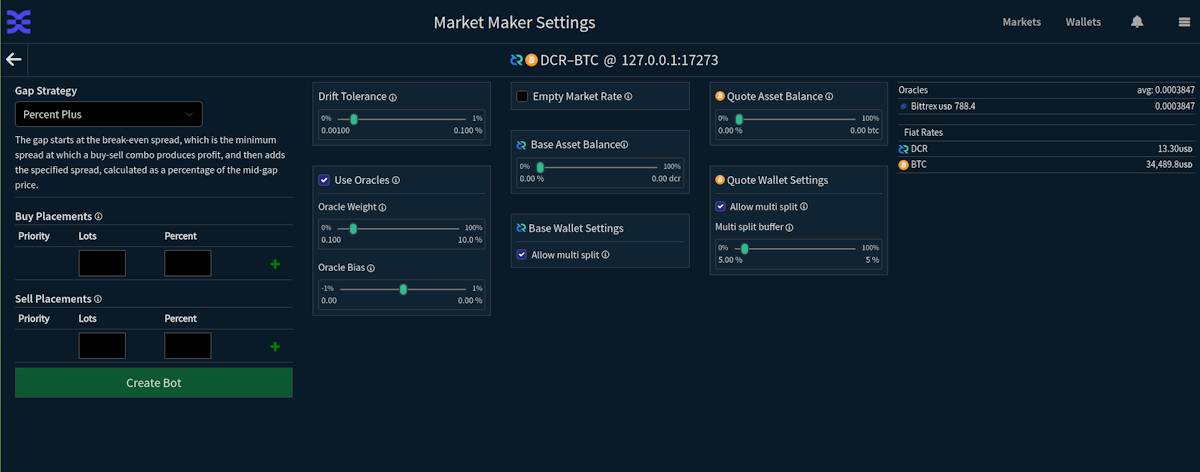 Market Maker Settings
Markets Wallets
DCR–BTC @ 127.0.0.1:17273
Gap Strategy
Percent Plus
The gap starts at the break-even spread, which is the minimum
spread at which a buy-sell combo produces profit, and then adds
the specified spread, calculated as a percentage of the mid-gap
price.
Buy Placements
Priority Lots Percent
Sell Placements
Priority Lots Percent
Create Bot
Drift Tolerance
0% 1%
0.00100 0.100 %
Use Oracles
Oracle Weight
0% 100%
0.100 10.0 %
Oracle Bias
-1% 1%
0.00 0.00 %
Empty Market Rate
Base Asset Balance
0% 100%
0.00 % 0.00 dcr
Base Wallet Settings
Allow multi split
Quote Asset Balance
0% 100%
0.00 % 0.00 btc
Quote Wallet Settings
Allow multi split
Multi split buffer
0% 100%
5.00 % 5 %
Oracles avg: 0.0003847
Bittrex USD 788.4 0.0003847
Fiat Rates
DCR 13.30USD
BTC 34,489.8USD